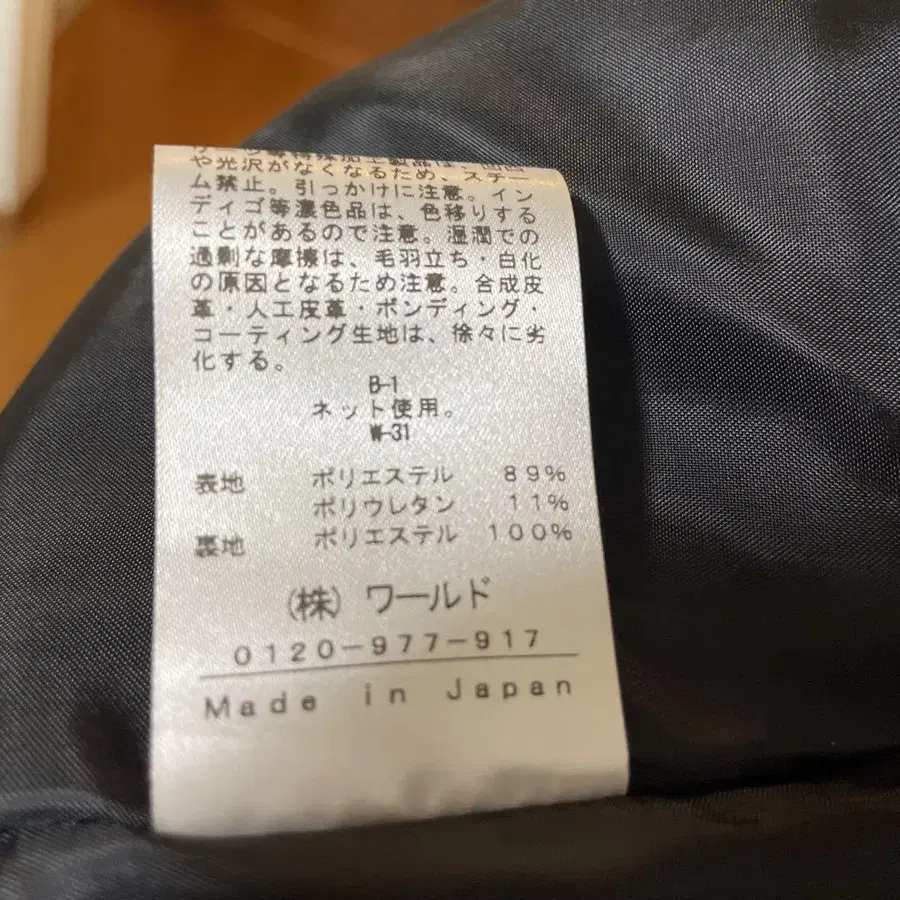 や光沢がなくなるため、スチー
ム禁止。引っかけに注意。イン
ディゴ等濃色品は、色移りする
ことがあるので注意。湿潤での
過剰な摩擦は、毛羽立ち・白化
の原因となるため注意。合成皮
革・人工皮革・ボンディング・
コーティング生地は、徐々に劣
化する。
B-1
ネット使用。
W-31
表地 ポリエステル 89%
ポリウレタン 11%
裏地 ポリエステル 100%
(株) ワールド
0120-977-917
Made in Japan